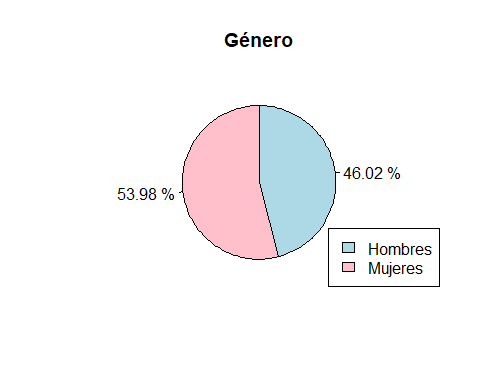 Género
46.02 %
53.98 %
Hombres
Mujeres